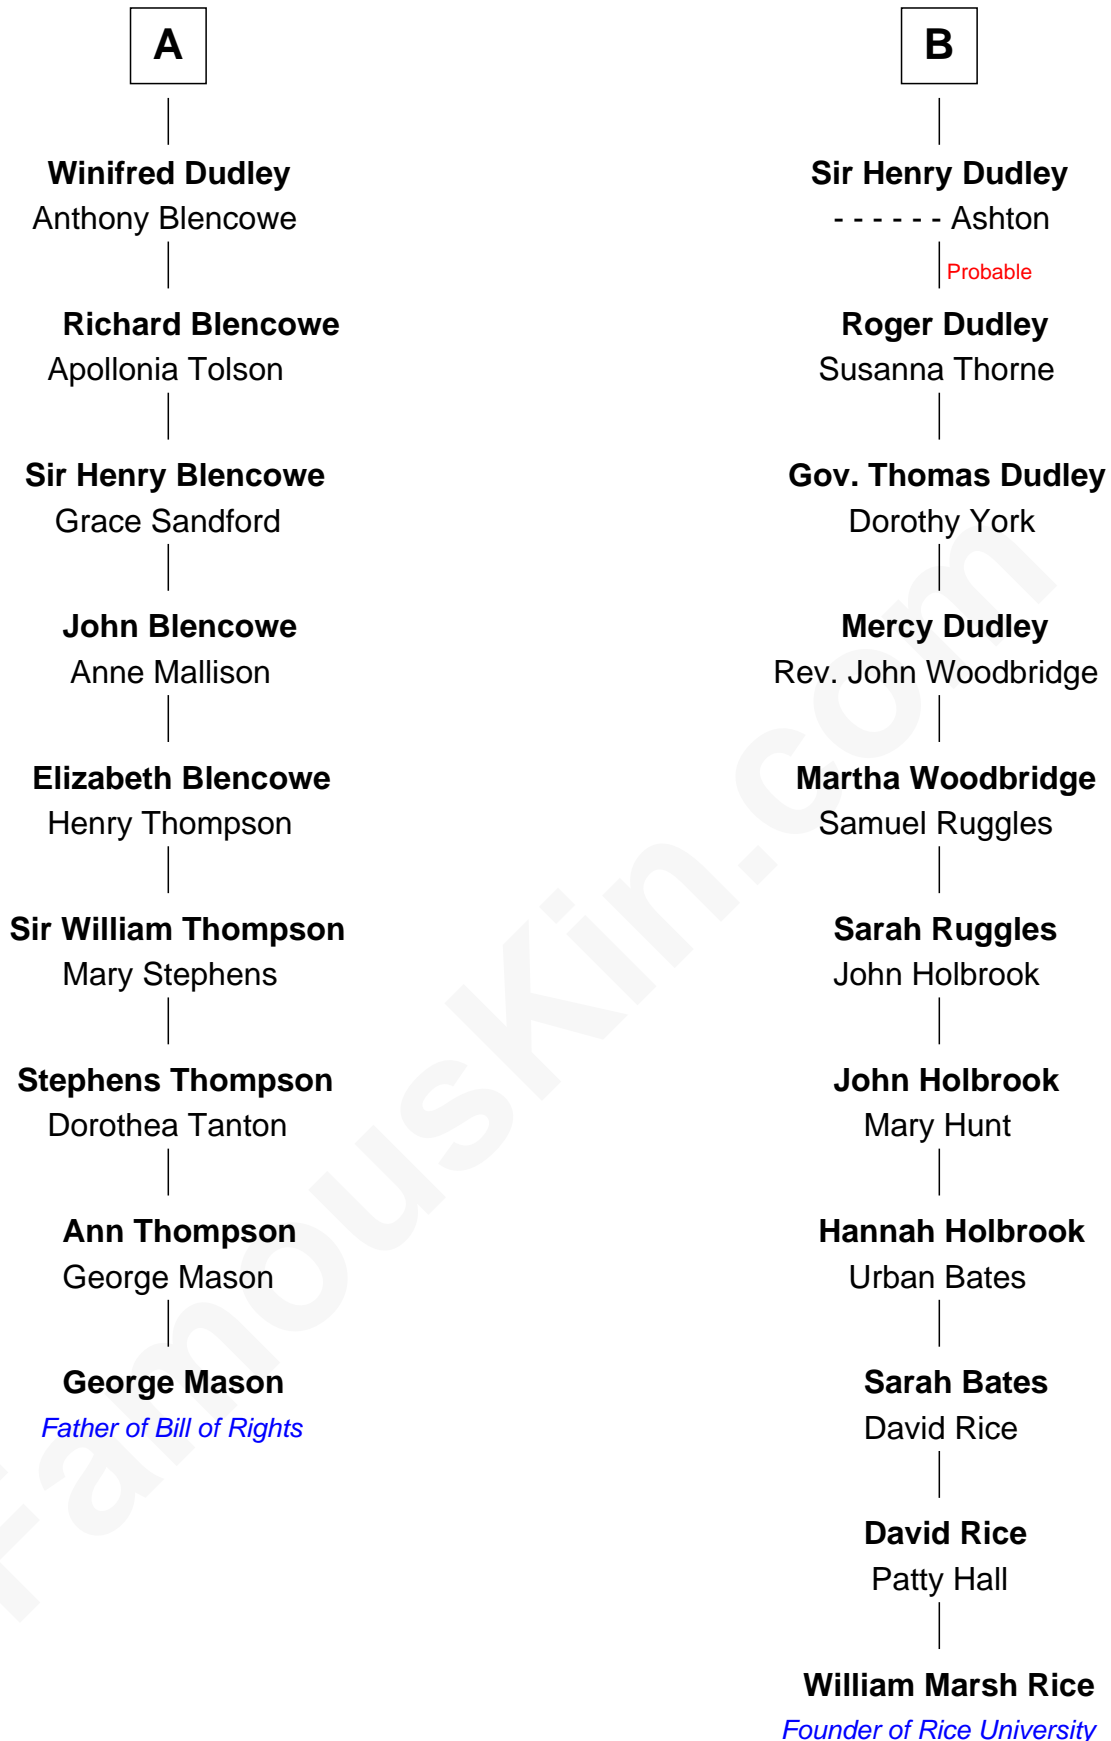 A
Winifred Dudley
Anthony Blencowe
Richard Blencowe
Apollonia Tolson
Sir Henry Blencowe
Grace Sandford
John Blencowe
Anne Mallison
Elizabeth Blencowe
Henry Thompson
Sir William Thompson
Mary Stephens
Stephens Thompson
Dorothea Tanton
Ann Thompson
George Mason
George Mason
Father of Bill of Rights
B
Sir Henry Dudley
- - - - - - Ashton
Probable
Roger Dudley
Susanna Thorne
Gov. Thomas Dudley
Dorothy York
Mercy Dudley
Rev. John Woodbridge
Martha Woodbridge
Samuel Ruggles
Sarah Ruggles
John Holbrook
John Holbrook
Mary Hunt
Hannah Holbrook
Urban Bates
Sarah Bates
David Rice
David Rice
Patty Hall
William Marsh Rice
Founder of Rice University
FamousKin.com